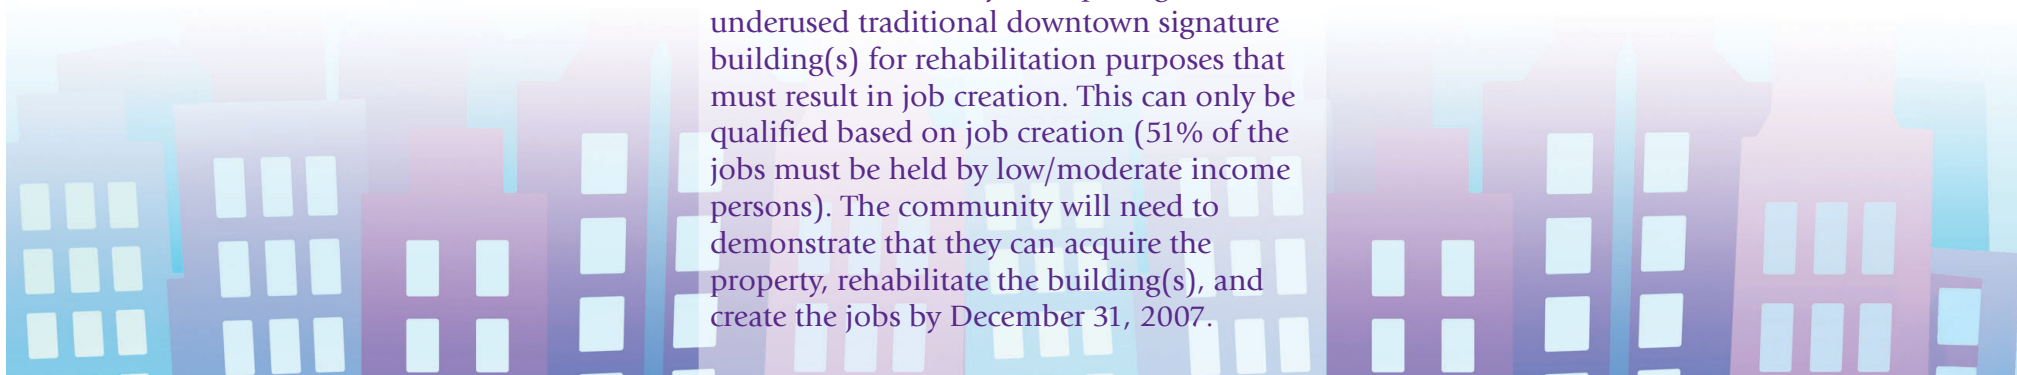 underused traditional downtown signature
building(s) for rehabilitation purposes that
must result in job creation. This can only be
qualified based on job creation (51% of the
jobs must be held by low/moderate income
persons). The community will need to
demonstrate that they can acquire the
property, rehabilitate the building(s), and
create the jobs by December 31, 2007.